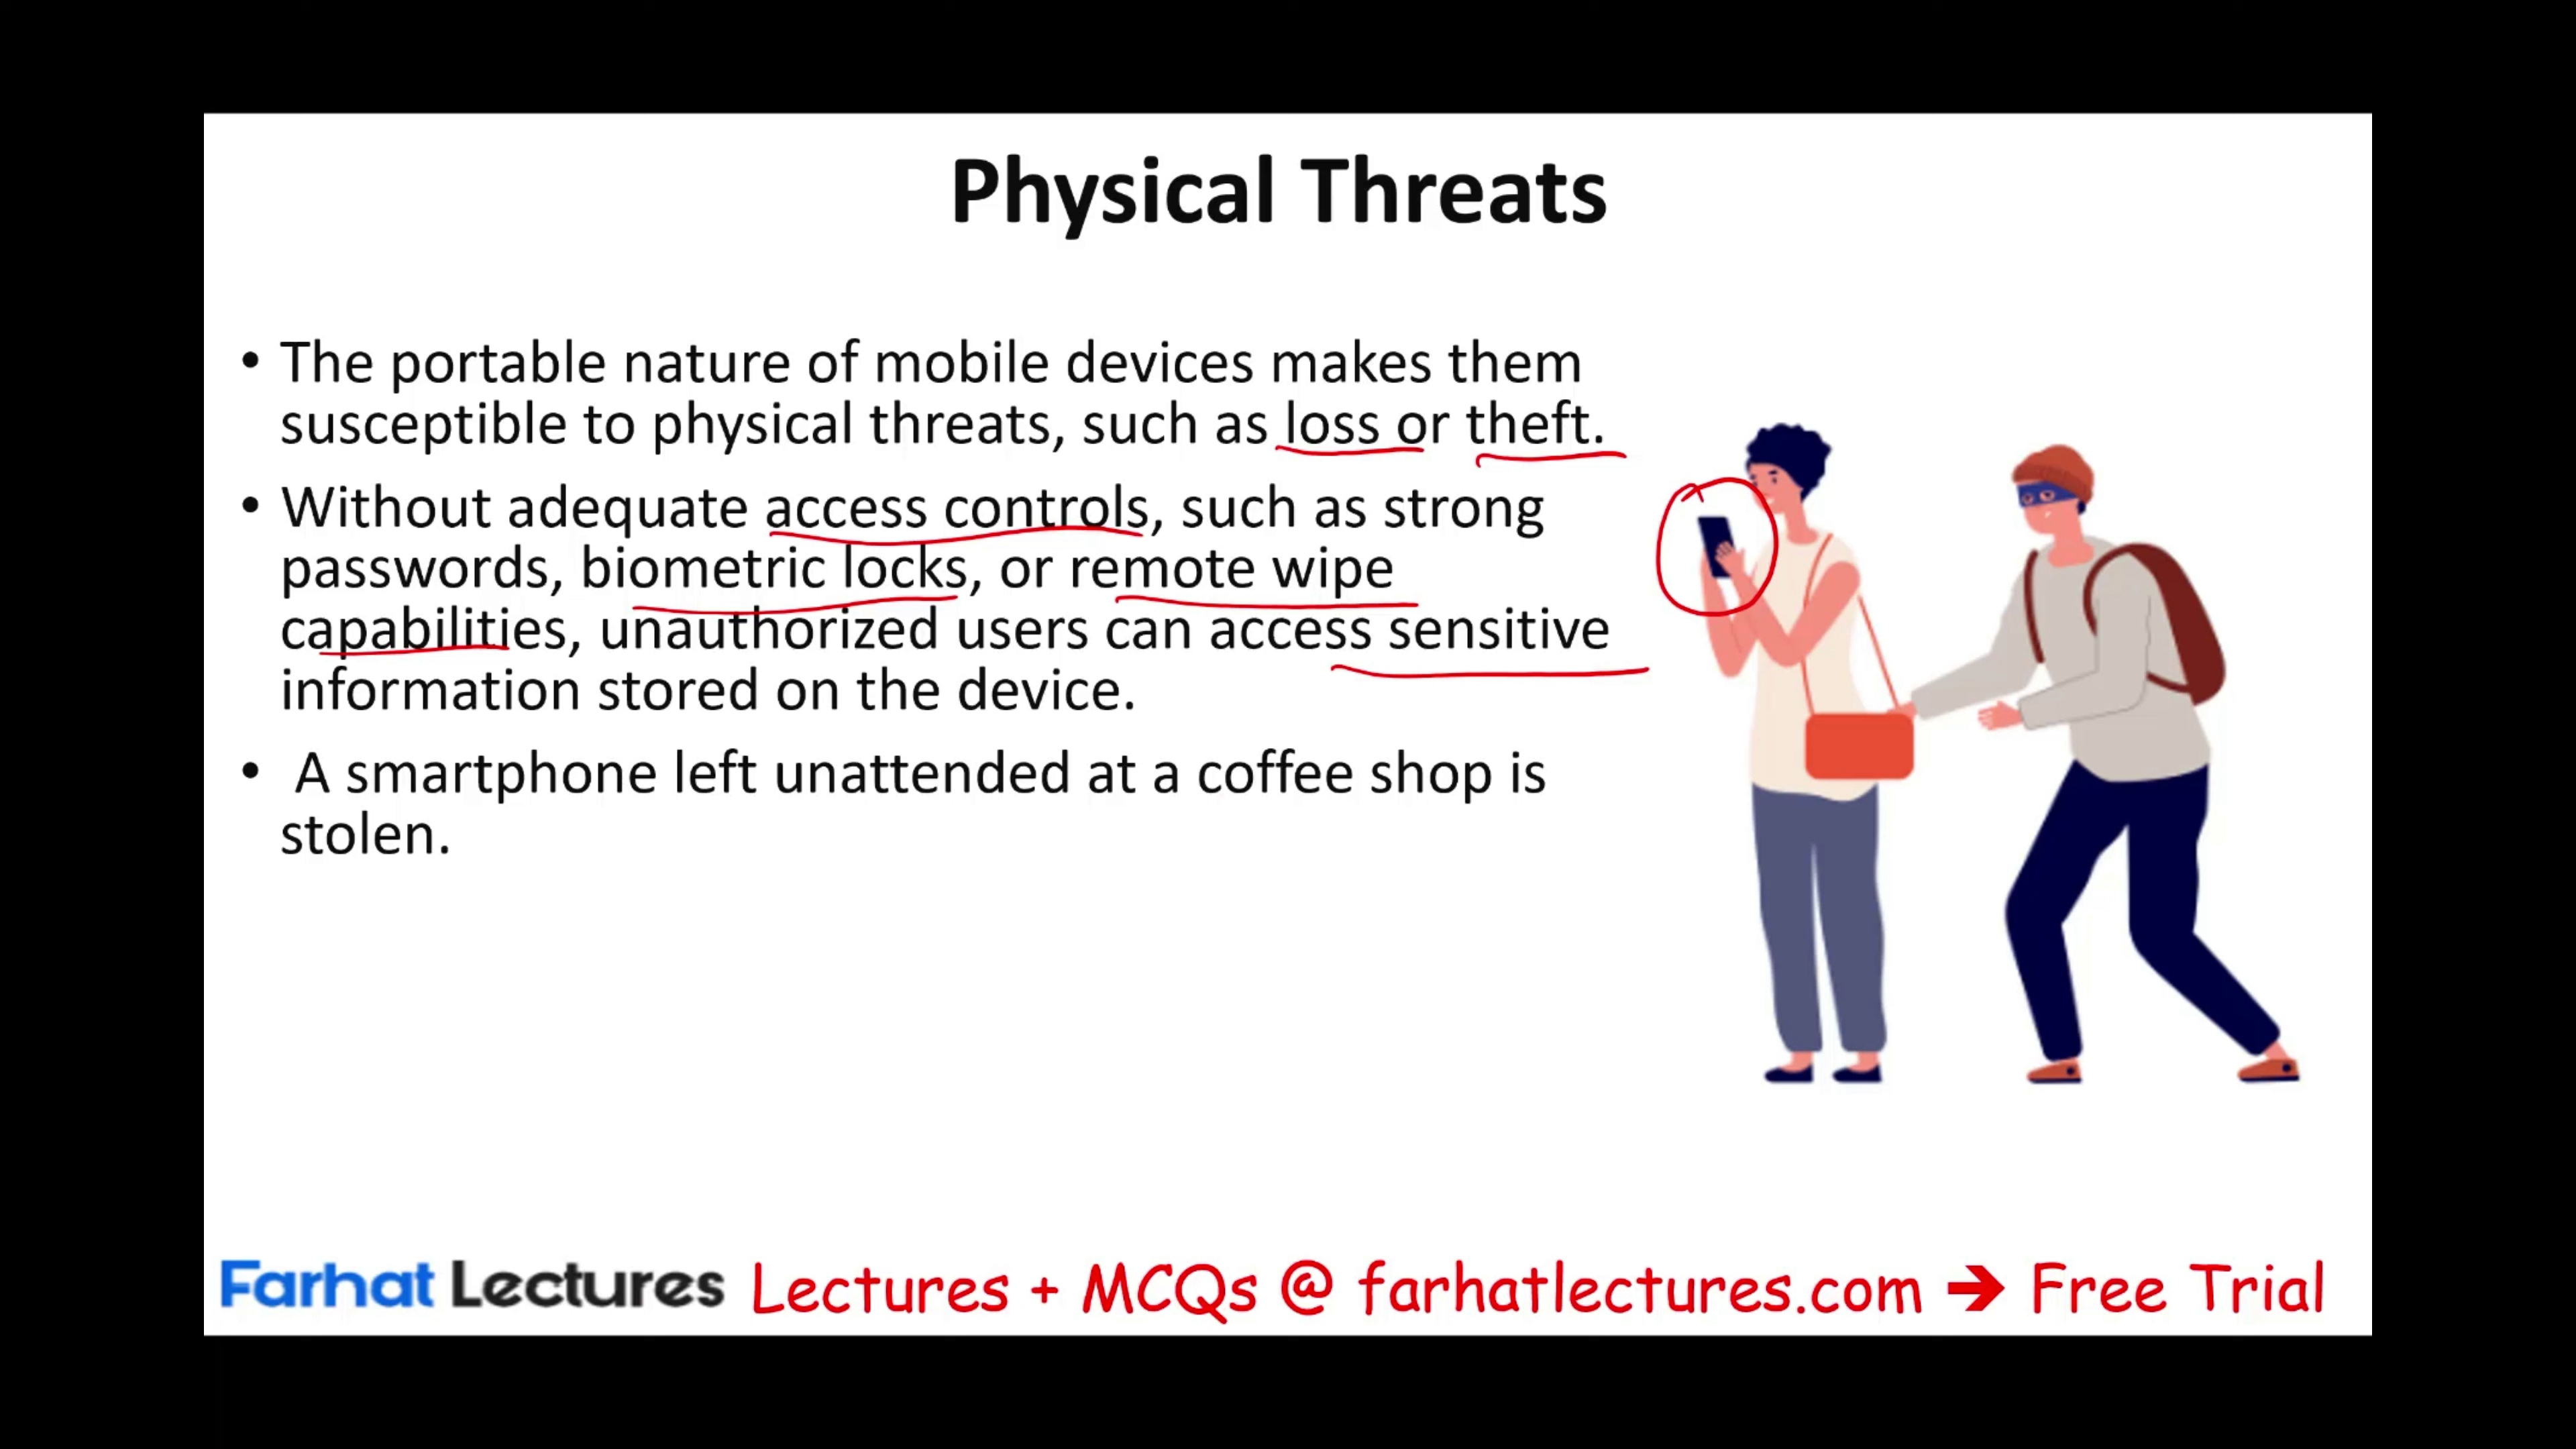 Physical Threats
• The portable nature of mobile devices makes them
susceptible to physical threats, such as loss or theft.
• Without adequate access controls, such as strong
passwords, biometric locks, or remote wipe
capabilities, unauthorized users can access sensitive
information stored on the device.
• A smartphone left unattended at a coffee shop is
stolen.
Farhat Lectures Lectures + MCQs @ farhatlectures.com ➔ Free Trial